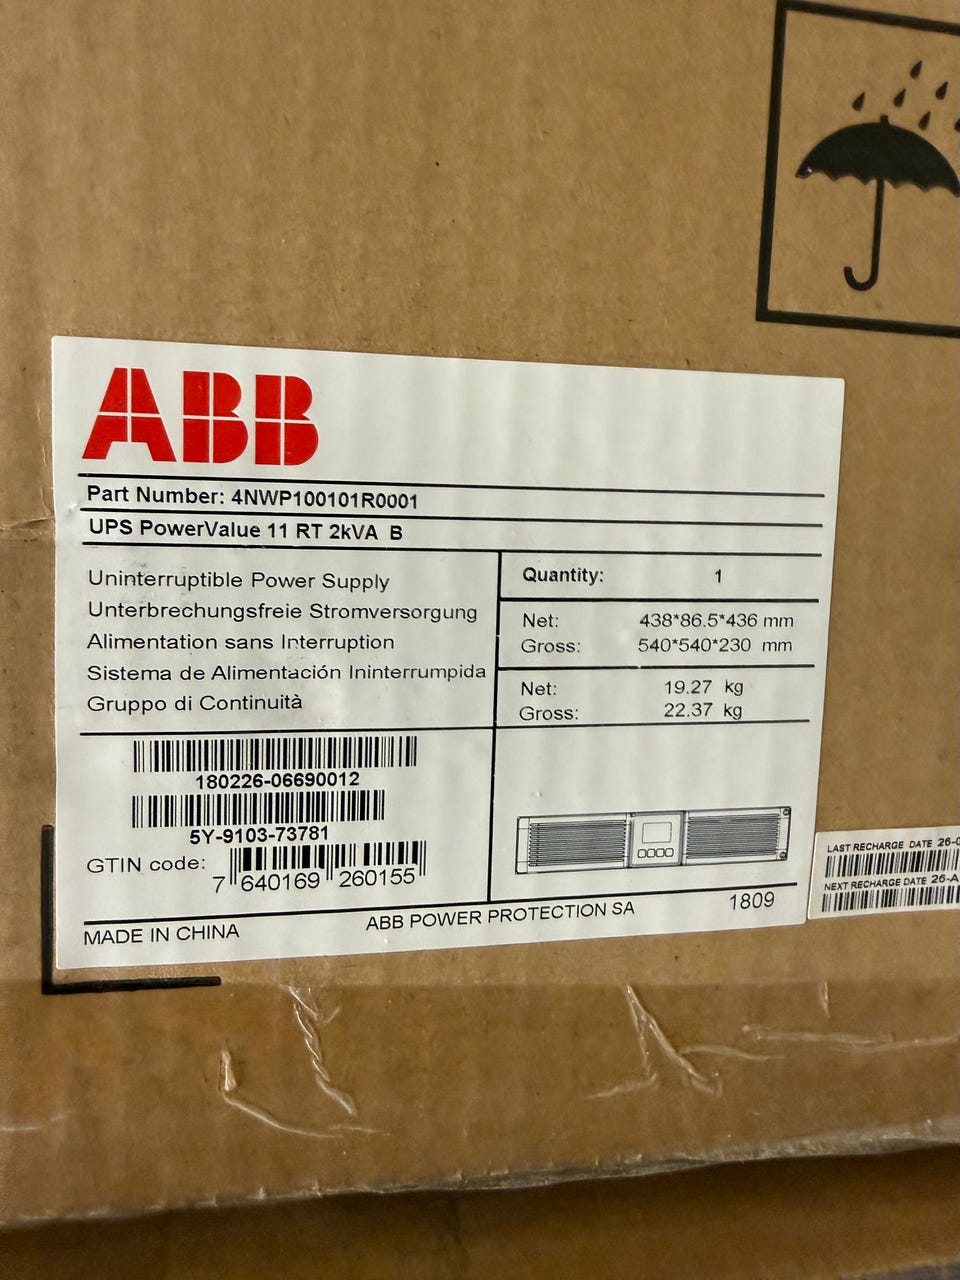 ABB
Part Number: 4NWP100101R0001
UPS PowerValue 11 RT 2kVA B
Uninterruptible Power Supply
Unterbrechungsfreie Stromversorgung
Alimentation sans Interruption
Sistema de Alimentación Ininterrumpida
Gruppo di Continuità
Quantity: 1
Net: 438*86.5*436 mm
Gross: 540*540*230 mm
Net: 19.27 kg
Gross: 22.37 kg
180226-06690012
5Y-9103-73781
GTIN code: 7 640169 260155
MADE IN CHINA ABB POWER PROTECTION SA 1809
LAST RECHARGE DATE
NEXT RECHARGE DATE